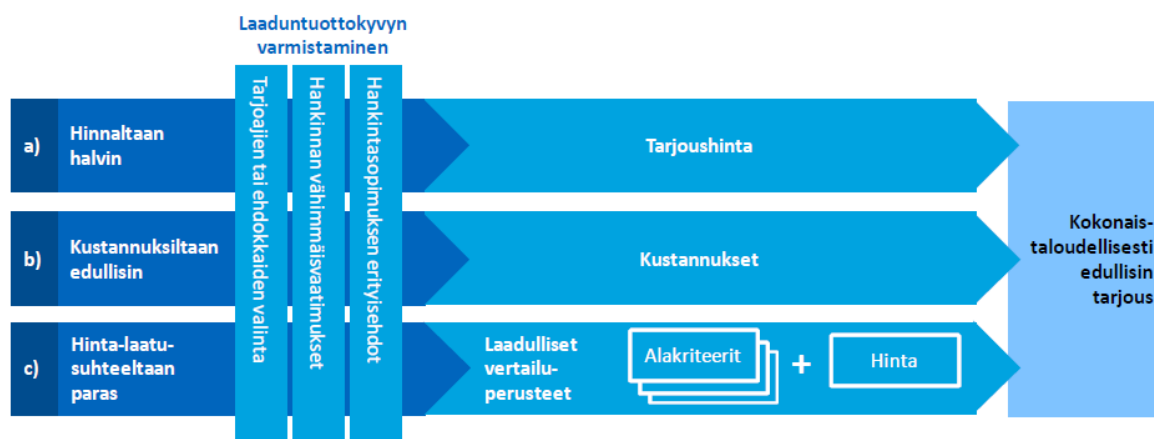 Laaduntuottokyvyn
varmistaminen
Tarjoajien tai ehdokkaiden valinta
Hankinnan vähimmäisvaatimukset
Hankintasopimuksen erityisehdot
a)
Hinnaltaan
halvin
Tarjoushinta
b)
Kustannuksiltaan
edullisin
Kustannukset
c)
Hinta-laatu-
suhteeltaan
paras
Laadulliset
vertailu-
perusteet
Alakriteerit
+
Hinta
Kokonais-
taloudellisesti
edullisin
tarjous